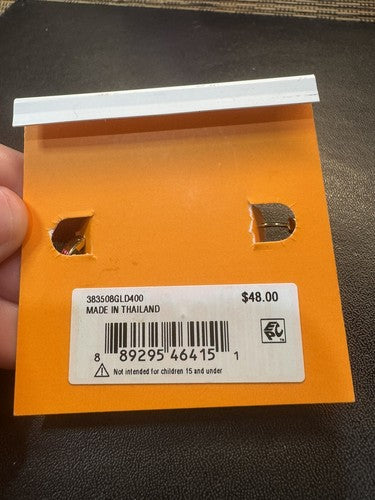 383508GLD400 $48.00
MADE IN THAILAND
8 89295 46415 1
Not intended for children 15 and under